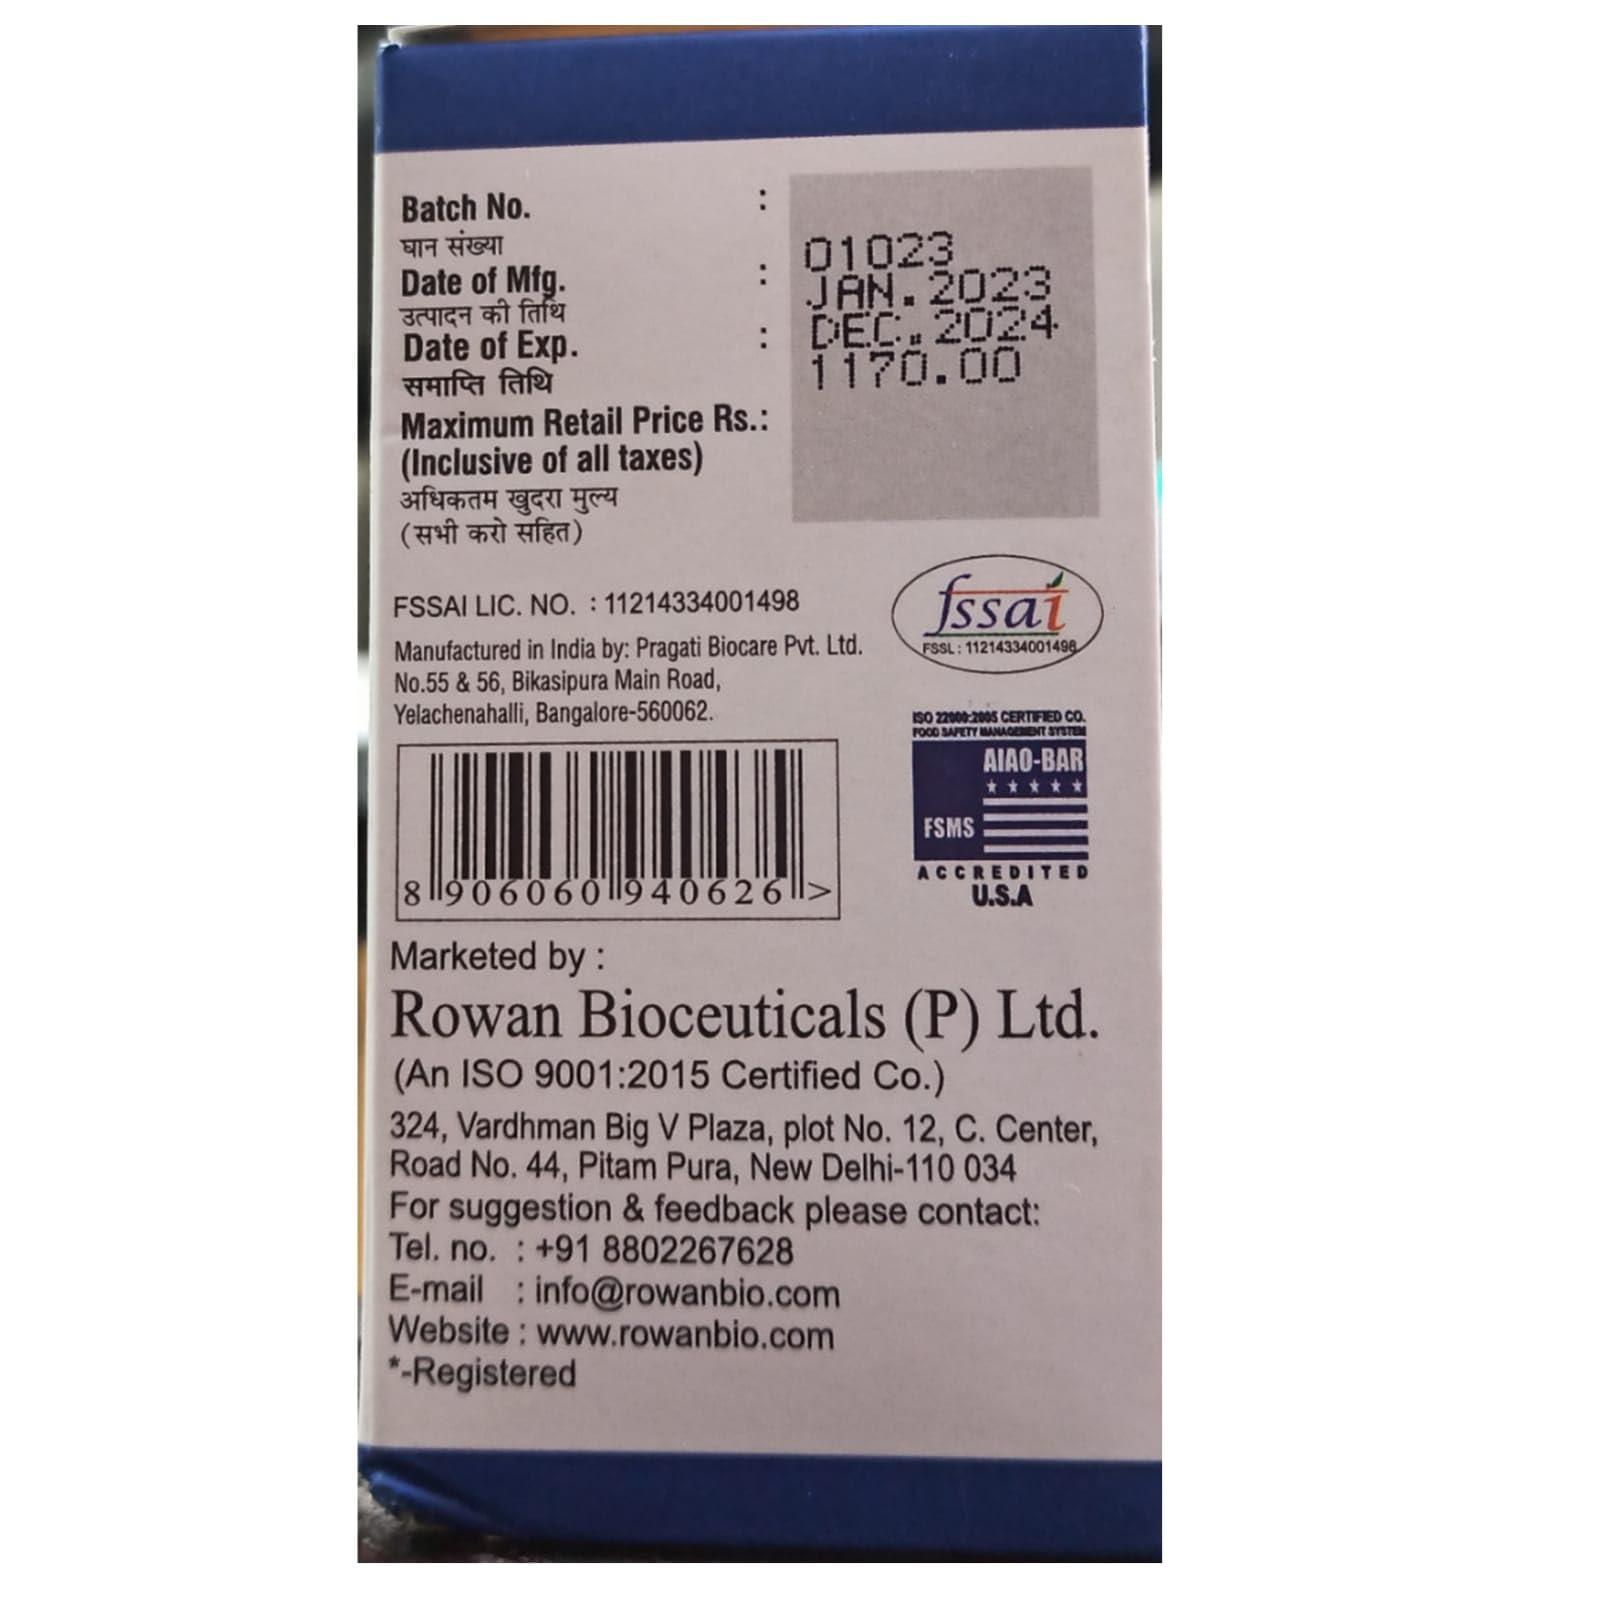 Batch No. :
घान संख्या
01023
Date of Mfg. :
JAN.2023
उत्पादन की तिथि
Date of Exp. :
DEC.2024
समाप्ति तिथि
1170.00
Maximum Retail Price Rs.:
(Inclusive of all taxes)
अधिकतम खुदरा मुल्य
(सभी करो सहित)
FSSAI LIC. NO. : 11214334001498
fssai
FSSL : 11214334001498
Manufactured in India by: Pragati Biocare Pvt. Ltd.
No.55 & 56, Bikasipura Main Road,
Yelachenahalli, Bangalore-560062.
ISO 22000:2005 CERTIFIED CO.
FOOD SAFETY MANAGEMENT SYSTEM
AIAO-BAR
FSMS
ACCREDITED
U.S.A
8 906060 940626 >
Marketed by :
Rowan Bioceuticals (P) Ltd.
(An ISO 9001:2015 Certified Co.)
324, Vardhman Big V Plaza, plot No. 12, C. Center,
Road No. 44, Pitam Pura, New Delhi-110 034
For suggestion & feedback please contact:
Tel. no. : +91 8802267628
E-mail : info@rowanbio.com
Website : www.rowanbio.com
*-Registered